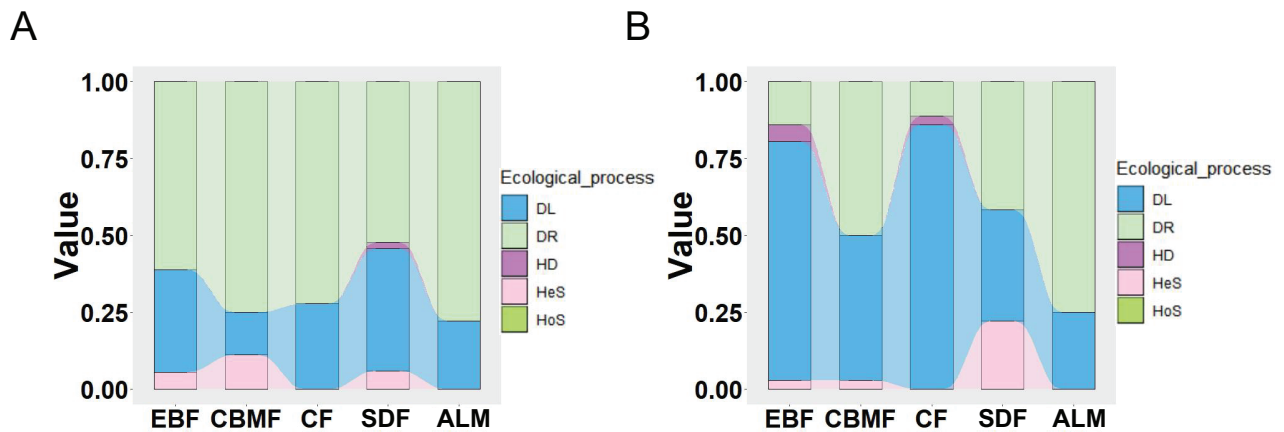 A
1.00
0.75
0.50
0.25
0.00
Value
EBF CBMF CF SDF ALM
Ecological_process
DL
DR
HD
HeS
HoS
B
1.00
0.75
0.50
0.25
0.00
Value
EBF CBMF CF SDF ALM
Ecological_process
DL
DR
HD
HeS
HoS